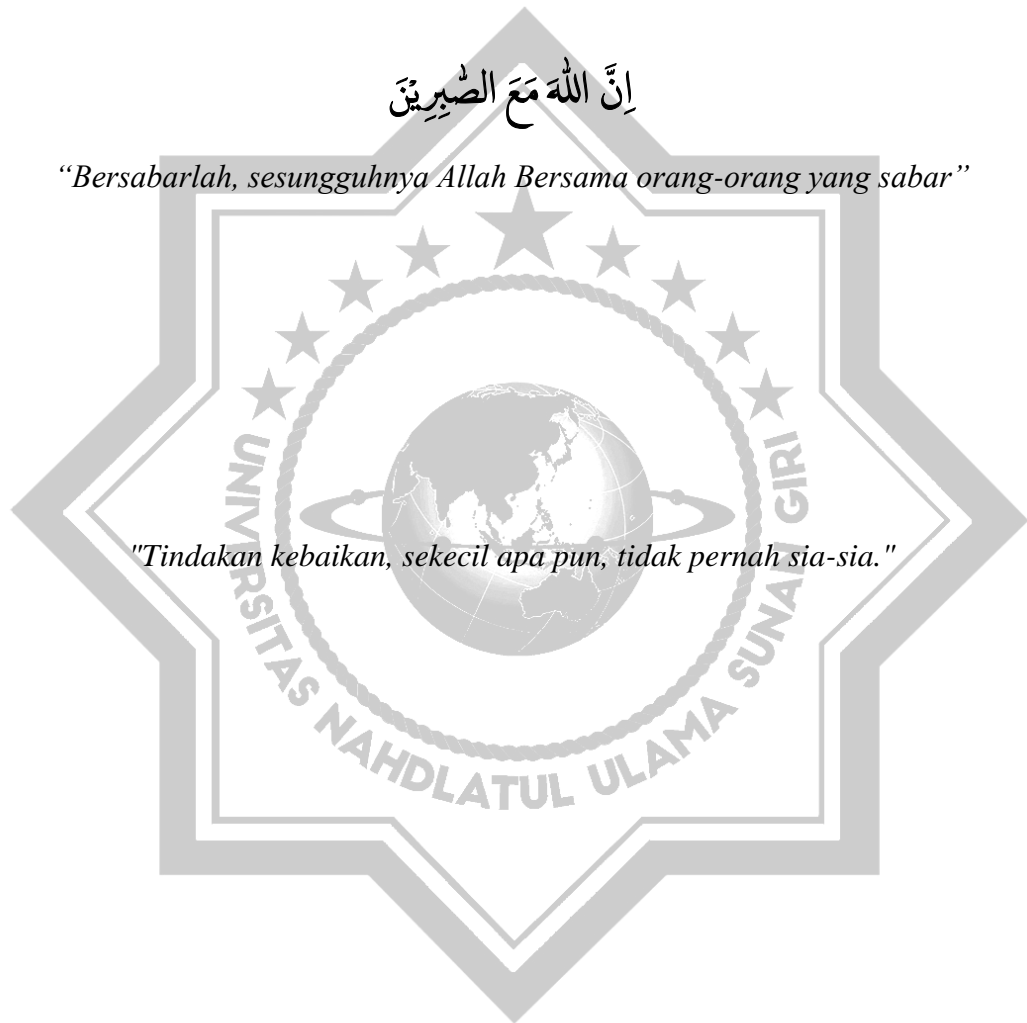 اِنَّ اللّٰهَ مَعَ الصّٰبِرِيْنَ
“Bersabarlah, sesungguhnya Allah Bersama orang-orang yang sabar”
"Tindakan kebaikan, sekecil apa pun, tidak pernah sia-sia."
UNIVERSITAS NAHDLATUL ULAMA SUNAN GIRI